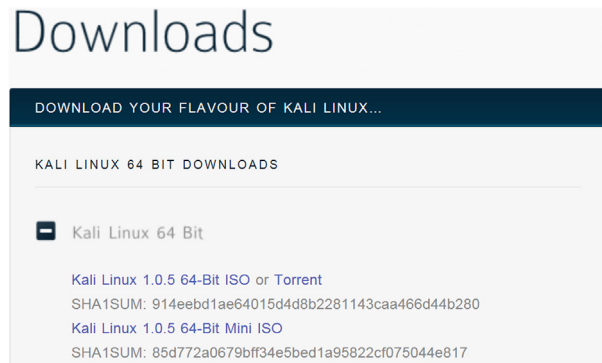 Downloads
DOWNLOAD YOUR FLAVOUR OF KALI LINUX...
KALI LINUX 64 BIT DOWNLOADS
Kali Linux 64 Bit
Kali Linux 1.0.5 64-Bit ISO or Torrent
SHA1SUM: 914eebd1ae64015d4d8b2281143caa466d44b280
Kali Linux 1.0.5 64-Bit Mini ISO
SHA1SUM: 85d772a0679bff34e5bed1a95822cf075044e817